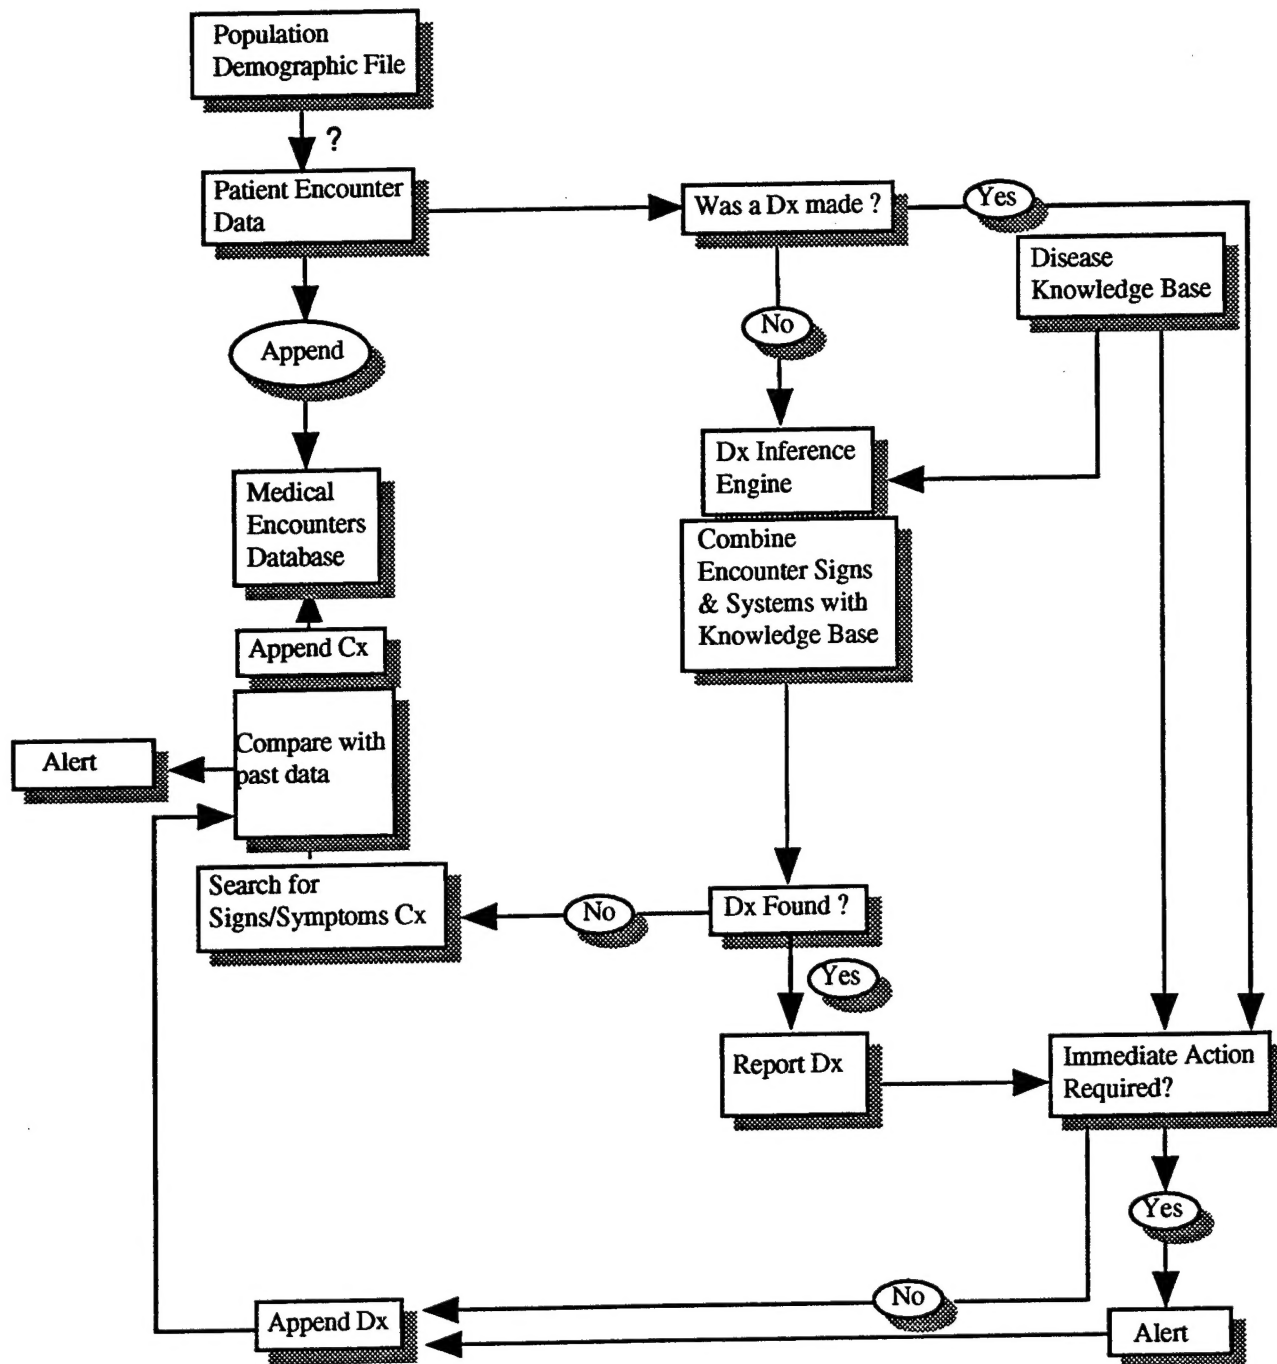 Population
Demographic File
?
Patient Encounter
Data
Was a Dx made ?
Yes
Disease
Knowledge Base
No
Append
Dx Inference
Engine
Medical
Encounters
Database
Combine
Encounter Signs
& Systems with
Knowledge Base
Append Cx
Compare with
past data
Alert
Search for
Signs/Symptoms Cx
No
Dx Found ?
Yes
Report Dx
Immediate Action
Required?
Yes
No
Append Dx
Alert